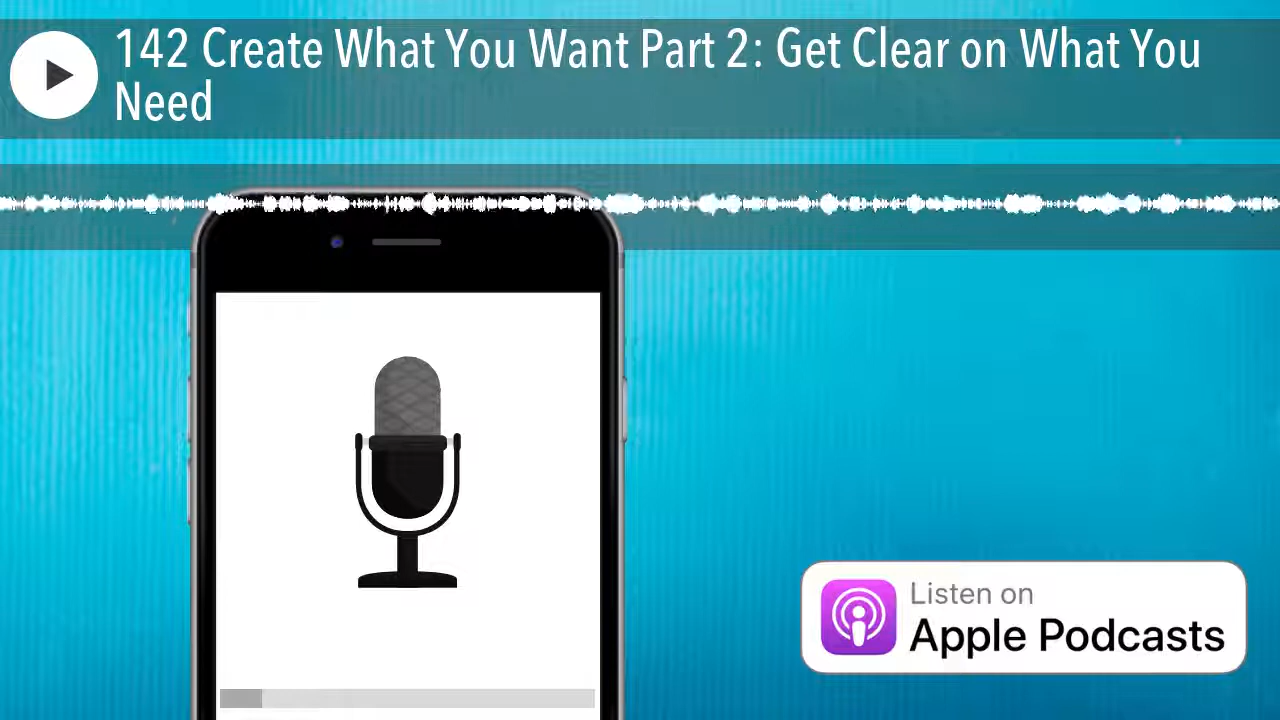 142 Create What You Want Part 2: Get Clear on What You
Need
Listen on
Apple Podcasts